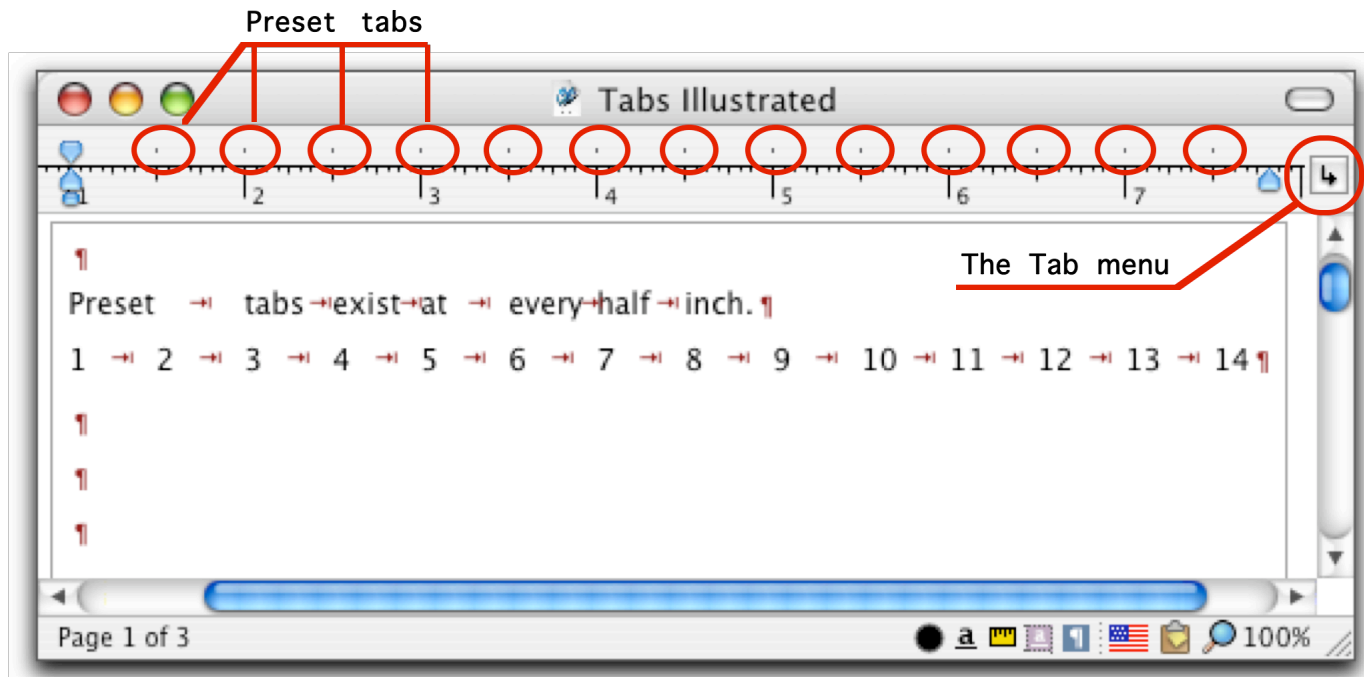 Preset tabs
Tabs Illustrated
1 2 3 4 5 6 7
The Tab menu
¶
Preset tabs exist at every half inch. ¶
1 2 3 4 5 6 7 8 9 10 11 12 13 14 ¶
¶
¶
¶
Page 1 of 3 a a ¶ 100%